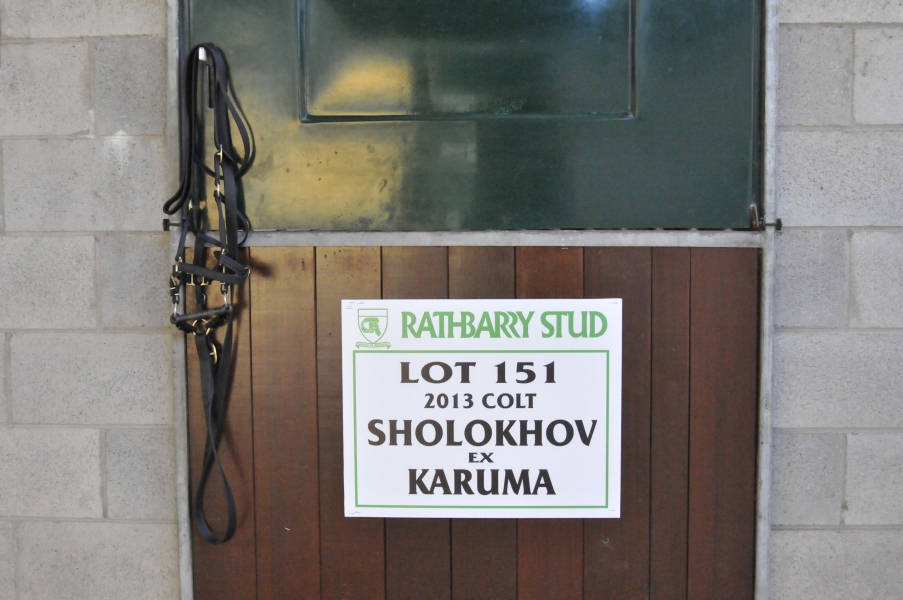 RATHBARRY STUD
LOT 151
2013 COLT
SHOLOKHOV
EX
KARUMA